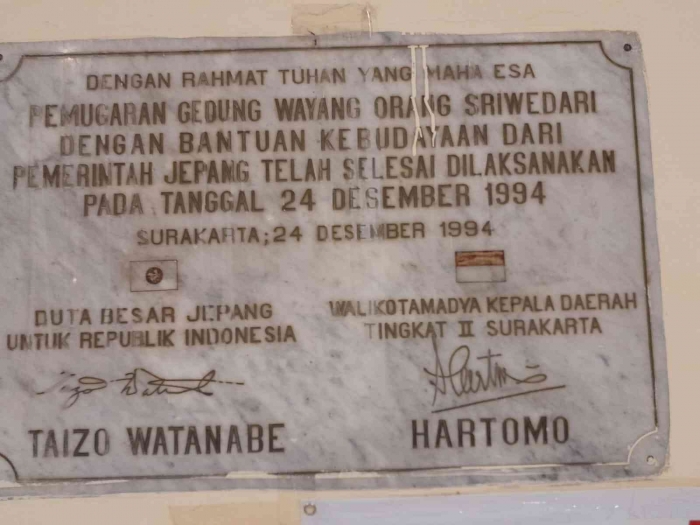 DENGAN RAHMAT TUHAN YANG MAHA ESA
PEMUGARAN GEDUNG WAYANG ORANG SRIWEDARI
DENGAN BANTUAN KEBUDAYAAN DARI
PEMERINTAH JEPANG TELAH SELESAI DILAKSANAKAN
PADA TANGGAL 24 DESEMBER 1994
SURAKARTA; 24 DESEMBER 1994
DUTA BESAR JEPANG
UNTUK REPUBLIK INDONESIA
TAIZO WATANABE
WALIKOTAMADYA KEPALA DAERAH
TINGKAT II SURAKARTA
HARTOMO